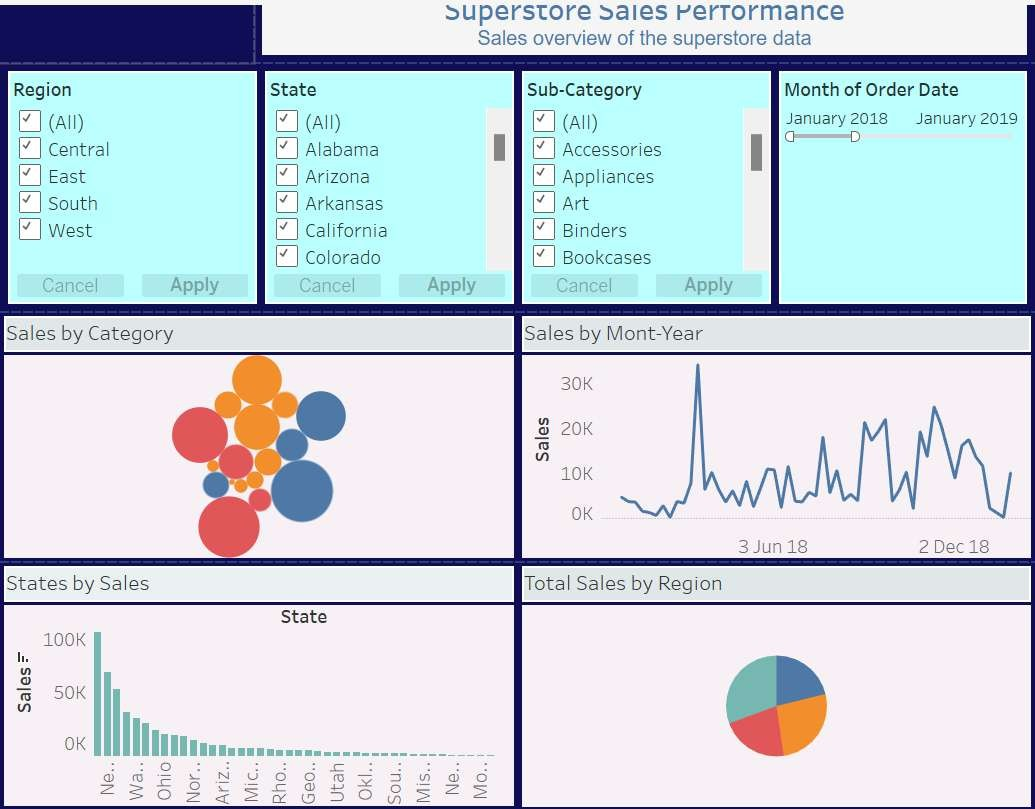 Superstore Sales Performance
Sales overview of the superstore data
Region
(All)
Central
East
South
West
Cancel Apply
State
(All)
Alabama
Arizona
Arkansas
California
Colorado
Cancel Apply
Sub-Category
(All)
Accessories
Appliances
Art
Binders
Bookcases
Cancel Apply
Month of Order Date
January 2018 January 2019
Sales by Category
Sales by Mont-Year
Sales
30K
20K
10K
0K
3 Jun 18 2 Dec 18
States by Sales
State
Sales
100K
50K
0K
Ne..
Wa..
Ohio
Nor..
Ariz..
Mic..
Rho..
Geo..
Utah
Okl..
Sou..
Mis..
Ne..
Mo..
Total Sales by Region